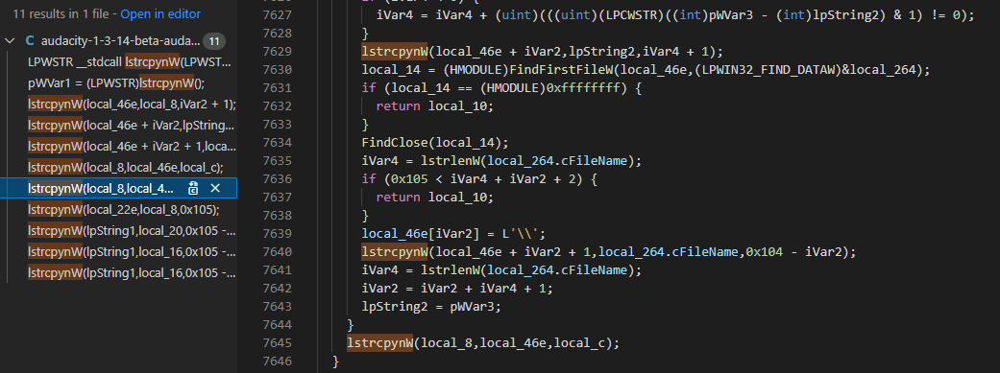 11 results in 1 file - Open in editor
C audacity-1-3-14-beta-auda... 11
LPWSTR __stdcall lstrcpynW(LPWST...
pWVar1 = (LPWSTR)lstrcpynW();
lstrcpynW(local_46e,local_8,iVar2 + 1);
lstrcpynW(local_46e + iVar2,lpString...
lstrcpynW(local_46e + iVar2 + 1,loca...
lstrcpynW(local_8,local_46e,local_c);
lstrcpynW(local_8,local_4...
lstrcpynW(local_22e,local_8,0x105);
lstrcpynW(lpString1,local_20,0x105 -...
lstrcpynW(lpString1,local_16,0x105 -...
lstrcpynW(lpString1,local_16,0x105 -...
7627 iVar4 = iVar4 + (uint)(((uint)(LPCWSTR)((int)pWVar3 - (int)lpString2) & 1) != 0);
7628 }
7629 lstrcpynW(local_46e + iVar2,lpString2,iVar4 + 1);
7630 local_14 = (HMODULE)FindFirstFileW(local_46e,(LPWIN32_FIND_DATAW)&local_264);
7631 if (local_14 == (HMODULE)0xffffffff) {
7632 return local_10;
7633 }
7634 FindClose(local_14);
7635 iVar4 = lstrlenW(local_264.cFileName);
7636 if (0x105 < iVar4 + iVar2 + 2) {
7637 return local_10;
7638 }
7639 local_46e[iVar2] = L'\\';
7640 lstrcpynW(local_46e + iVar2 + 1,local_264.cFileName,0x104 - iVar2);
7641 iVar4 = lstrlenW(local_264.cFileName);
7642 iVar2 = iVar2 + iVar4 + 1;
7643 lpString2 = pWVar3;
7644 }
7645 lstrcpynW(local_8,local_46e,local_c);
7646 }